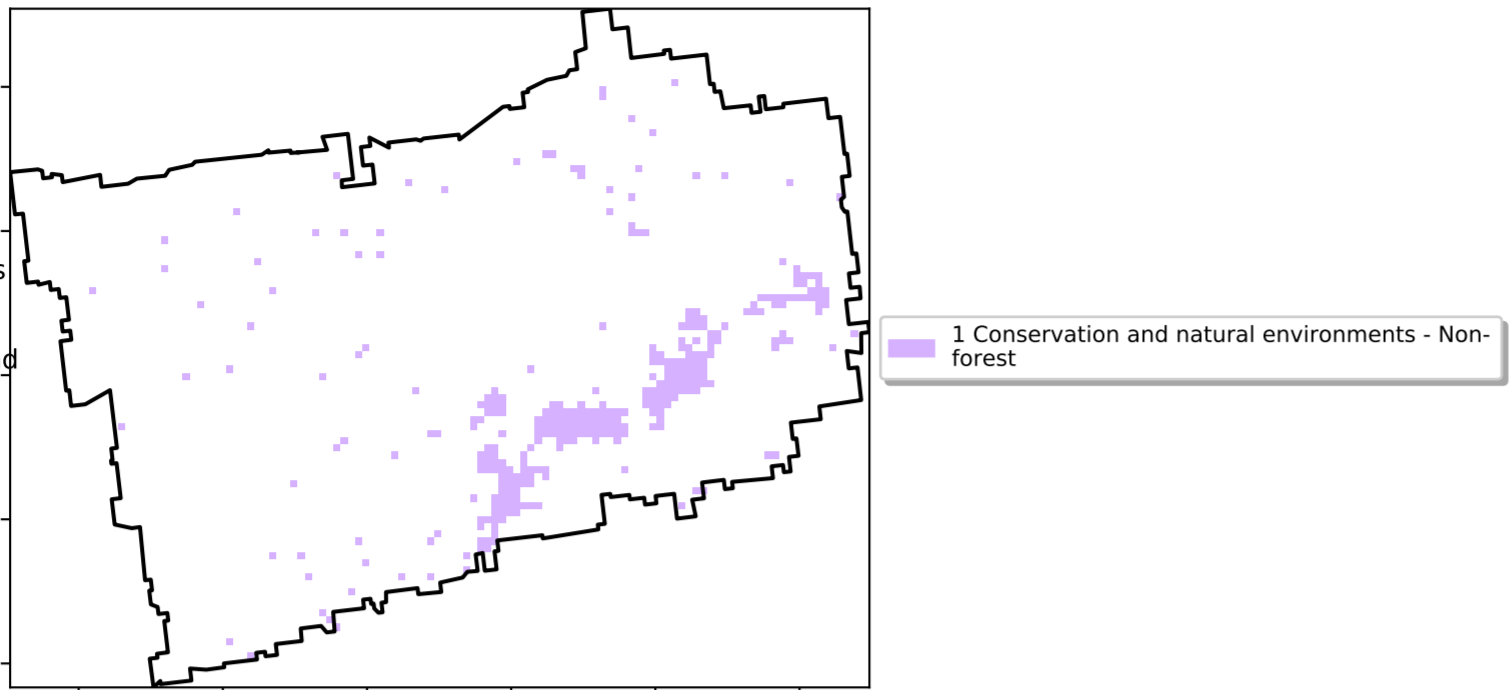 s
d
1 Conservation and natural environments - Non-
forest